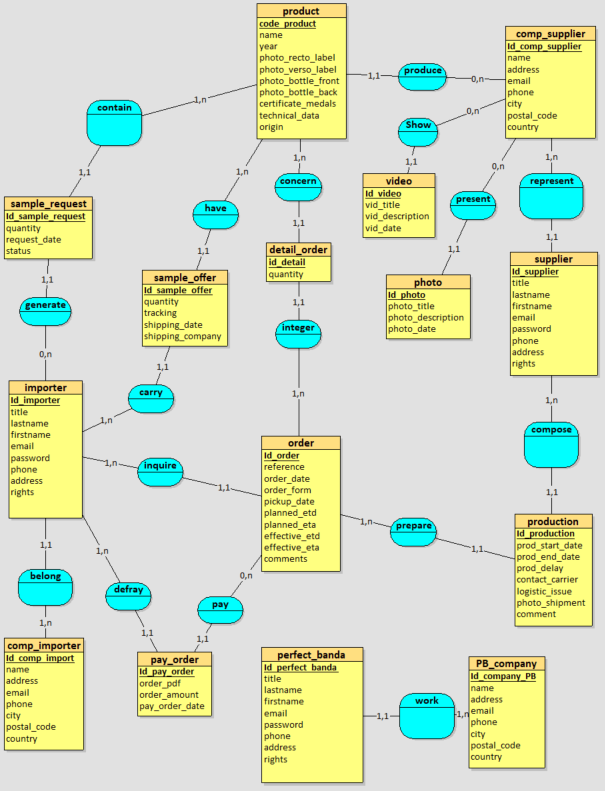 product
code_product
name
year
photo_recto_label
photo_verso_label
photo_bottle_front
photo_bottle_back
certificate_medals
technical_data
origin
comp_supplier
Id_comp_supplier
name
address
email
phone
city
postal_code
country
1,1
produce
0,n
contain
1,n
1,1
Show
0,n
1,1
1,n
have
1,1
1,n
concern
1,1
video
Id_video
vid_title
vid_description
vid_date
0,n
present
1,1
1,n
represent
1,1
sample_request
Id_sample_request
quantity
request_date
status
detail_order
id_detail
quantity
supplier
Id_supplier
title
lastname
firstname
email
password
phone
address
rights
sample_offer
Id_sample_offer
quantity
tracking
shipping_date
shipping_company
photo
Id_photo
photo_title
photo_description
photo_date
1,1
generate
0,n
1,1
integer
1,n
1,1
carry
1,n
importer
Id_importer
title
lastname
firstname
email
password
phone
address
rights
1,n
compose
1,1
1,n
inquire
1,1
order
Id_order
reference
order_date
order_form
pickup_date
planned_etd
planned_eta
effective_etd
effective_eta
comments
1,n
prepare
1,1
production
Id_production
prod_start_date
prod_end_date
prod_delay
contact_carrier
logistic_issue
photo_shipment
comment
1,1
belong
1,n
1,n
defray
1,1
0,n
pay
1,1
comp_importer
Id_comp_import
name
address
email
phone
city
postal_code
country
pay_order
Id_pay_order
order_pdf
order_amount
pay_order_date
perfect_banda
Id_perfect_banda
title
lastname
firstname
email
password
phone
address
rights
1,1
work
1,n
PB_company
Id_company_PB
name
address
email
phone
city
postal_code
country